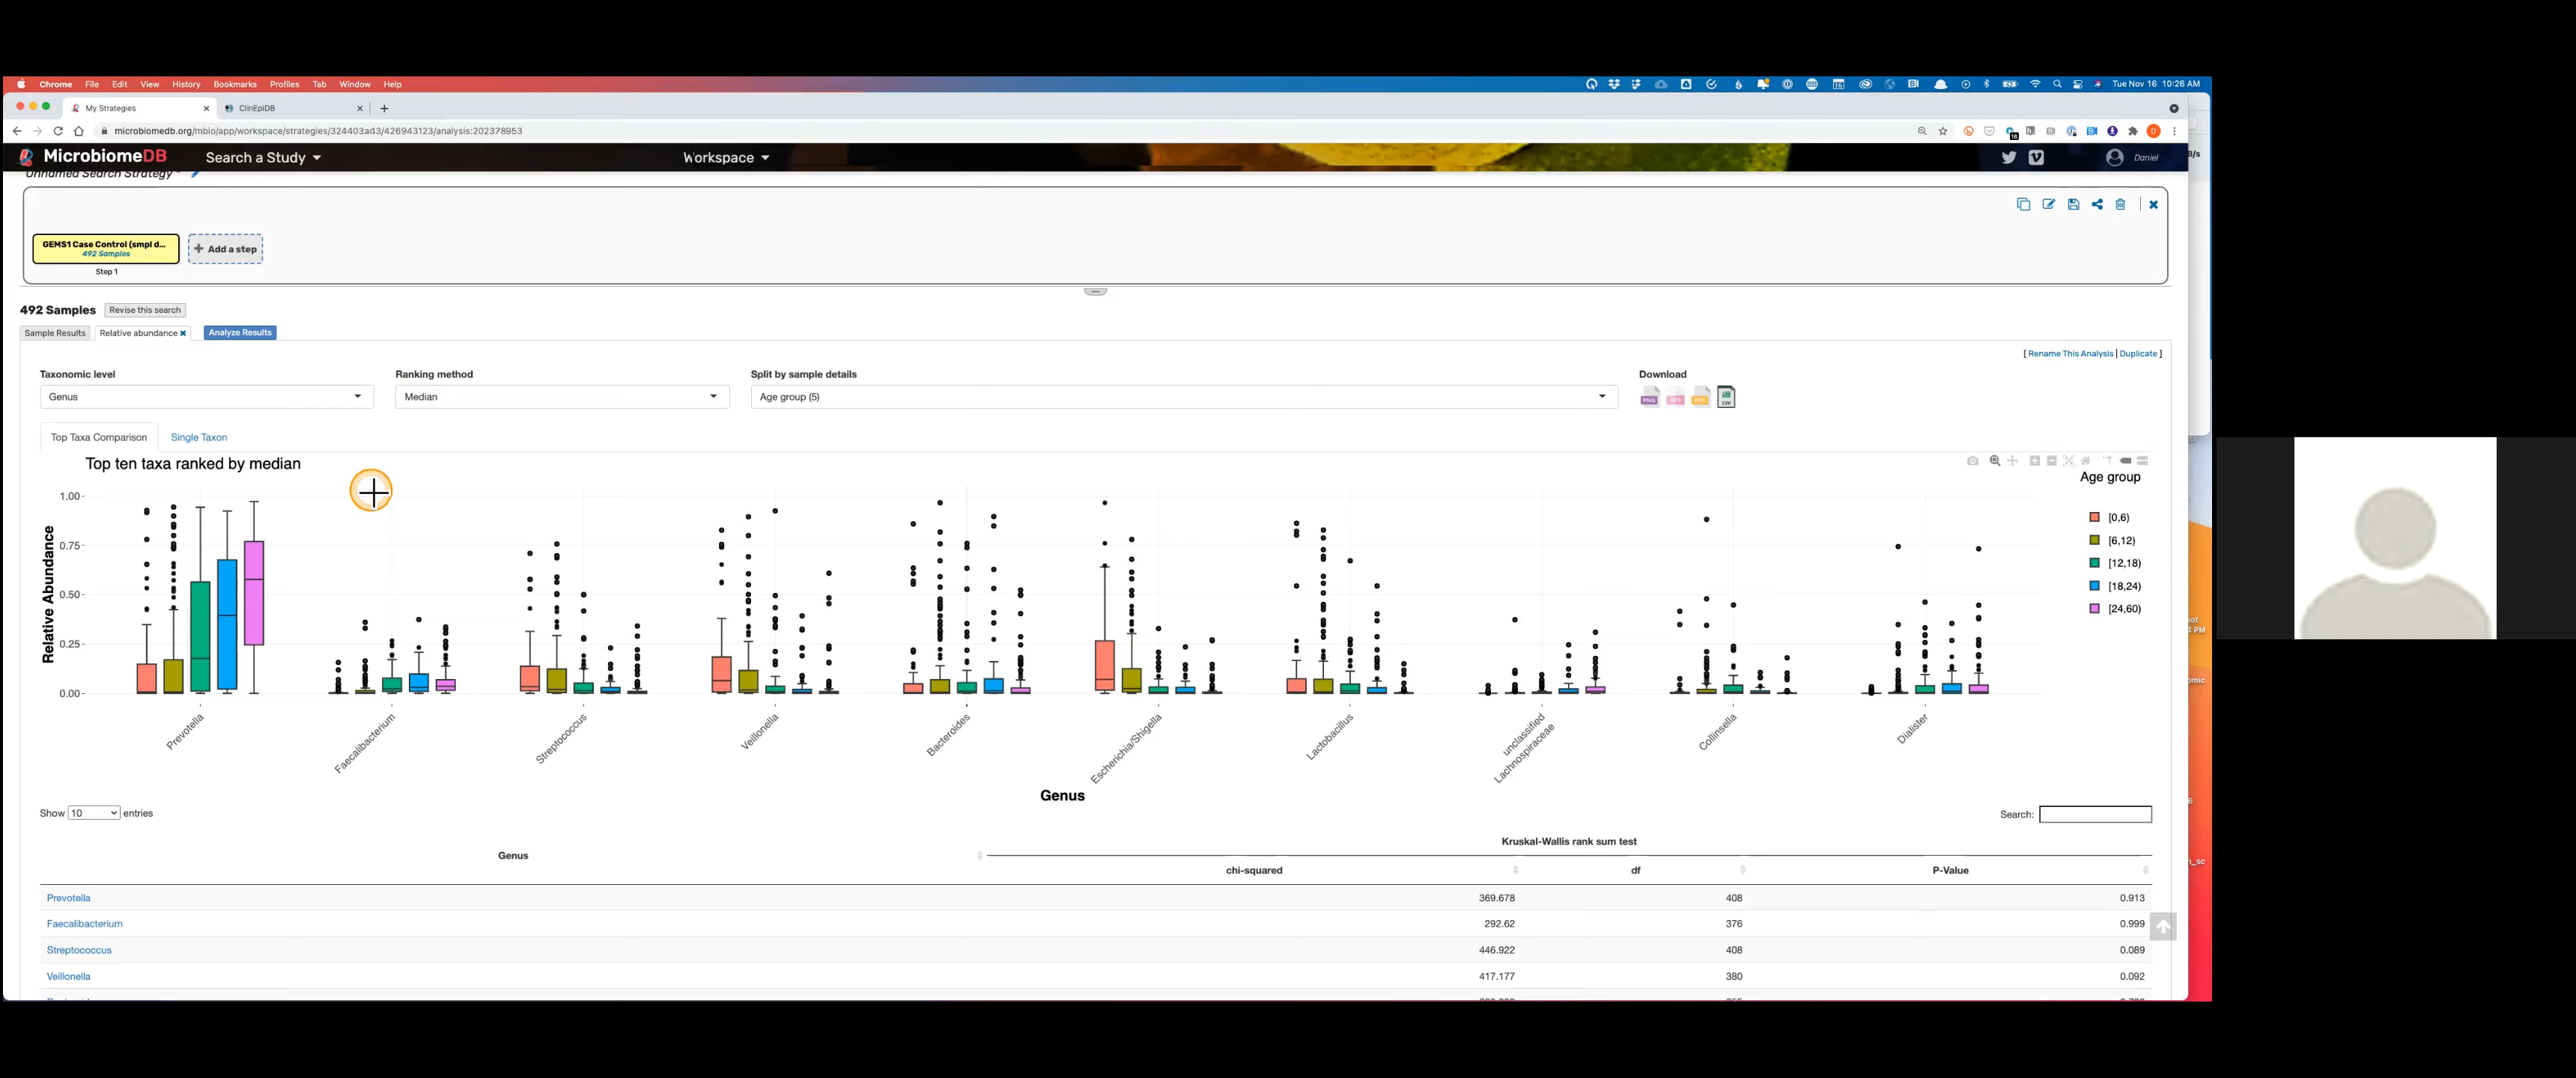 Chrome File Edit View History Bookmarks Profiles Tab Window Help
Tue Nov 16 10:26 AM
My Strategies
ClinEpiDB
microbiomedb.org/mbio/app/workspace/strategies/324403243/426943123/analysis:202378953
MicrobiomeDB
Search a Study
Workspace
Daniel
Unnamed Search Strategy *
GEMS1 Case Control (smpl d...
492 Samples
Add a step
Step 1
492 Samples
Revise this search
Sample Results
Relative abundance
Analyze Results
[ Rename This Analysis | Duplicate ]
Taxonomic level
Ranking method
Split by sample details
Download
Genus
Median
Age group (5)
PNG
CSV
Top Taxa Comparison
Single Taxon
Top ten taxa ranked by median
Age group
[0,6)
[6,12)
[12,18)
[18,24)
[24,60)
Relative Abundance
1.00
0.75
0.50
0.25
0.00
Prevotella
Faecalibacterium
Streptococcus
Veillonella
Bacteroides
Escherichia/Shigella
Lactobacillus
unclassified
Lachnospiraceae
Collinsella
Dialister
Genus
Show 10 entries
Search:
Kruskal-Wallis rank sum test
Genus
chi-squared
df
P-Value
Prevotella 369.678 408 0.913
Faecalibacterium 292.62 376 0.999
Streptococcus 446.922 408 0.089
Veillonella 417.177 380 0.092